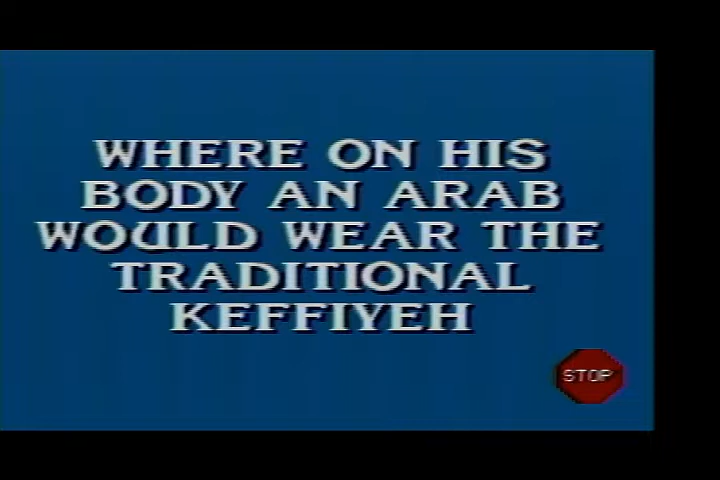 WHERE ON HIS
BODY AN ARAB
WOULD WEAR THE
TRADITIONAL
KEFFIYEH
STOP